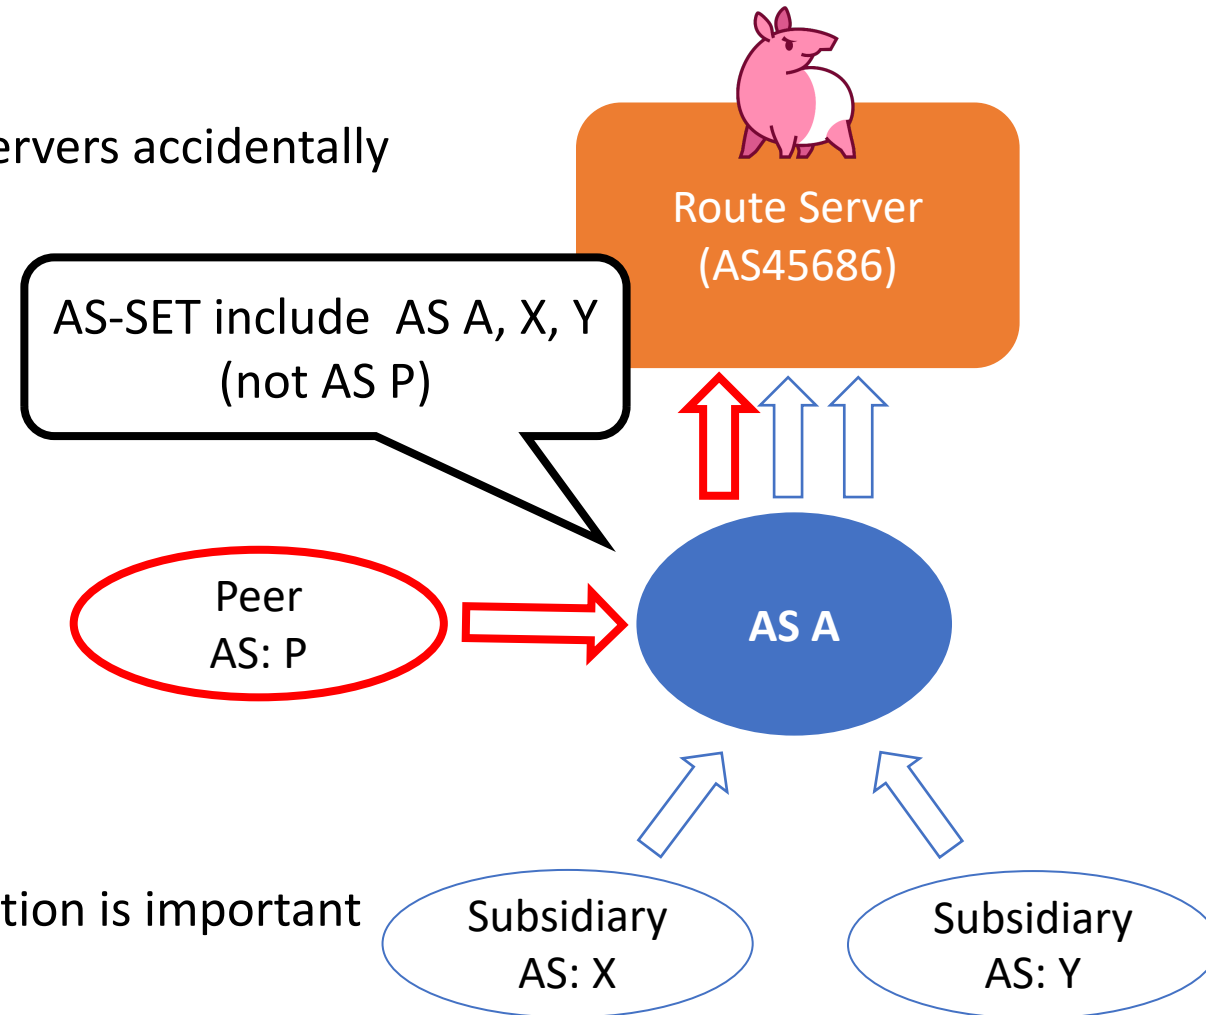 ervers accidentally
Route Server
(AS45686)
AS-SET include AS A, X, Y
(not AS P)
Peer
AS: P
AS A
tion is important
Subsidiary
AS: X
Subsidiary
AS: Y